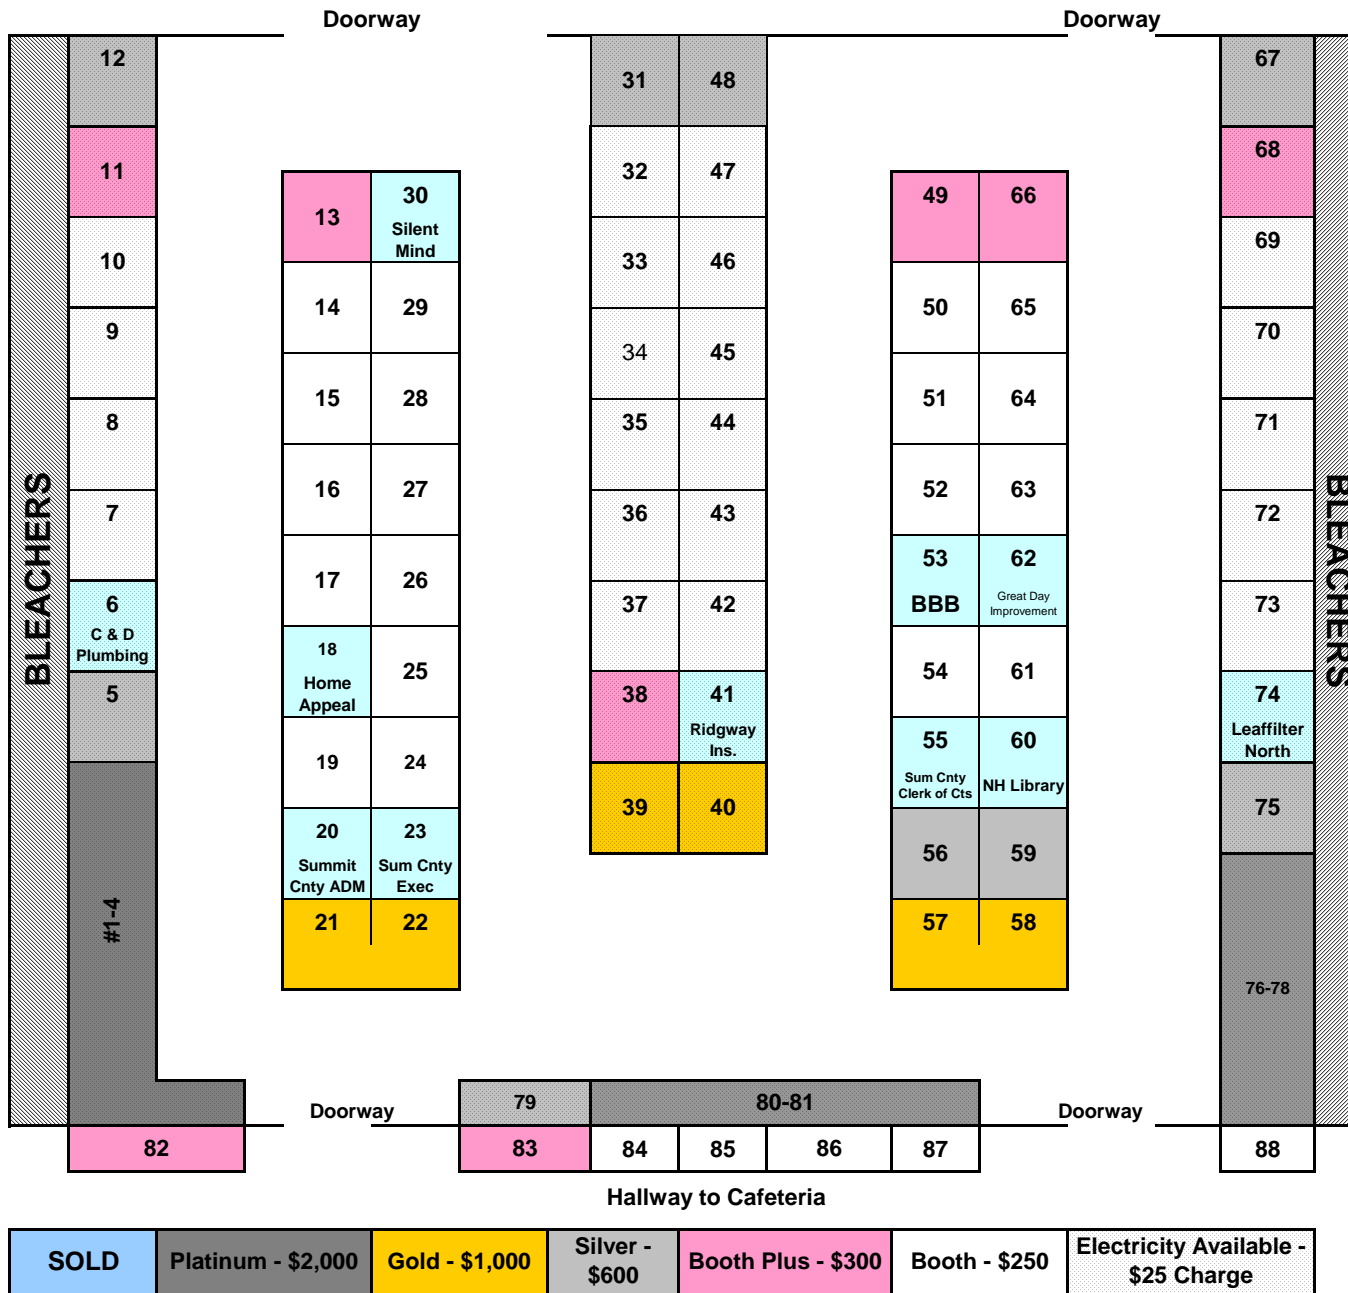 Doorway Doorway
12 31 48 67
11 32 47 68
13 30 49 66
Silent
Mind
10 33 46 69
14 29 50 65
9 34 45 70
15 28 51 64
8 35 44 71
16 27 52 63
7 36 43 72
BLEACHERS
BLEACHERS
17 26 53 62
BBB Great Day
Improvement
6 37 42 73
C & D
Plumbing
18 25 54 61
Home
Appeal
5 38 41 74
Ridgway
Ins.
Leaffilter
North
19 24 55 60
Sum Cnty
Clerk of Cts
NH Library
39 40 75
20 23 56 59
Summit
Cnty ADM
Sum Cnty
Exec
#1-4
21 22 57 58
76-78
Doorway 79 80-81 Doorway
82 83 84 85 86 87 88
Hallway to Cafeteria
SOLD
Platinum - $2,000
Gold - $1,000
Silver -
$600
Booth Plus - $300
Booth - $250
Electricity Available -
$25 Charge